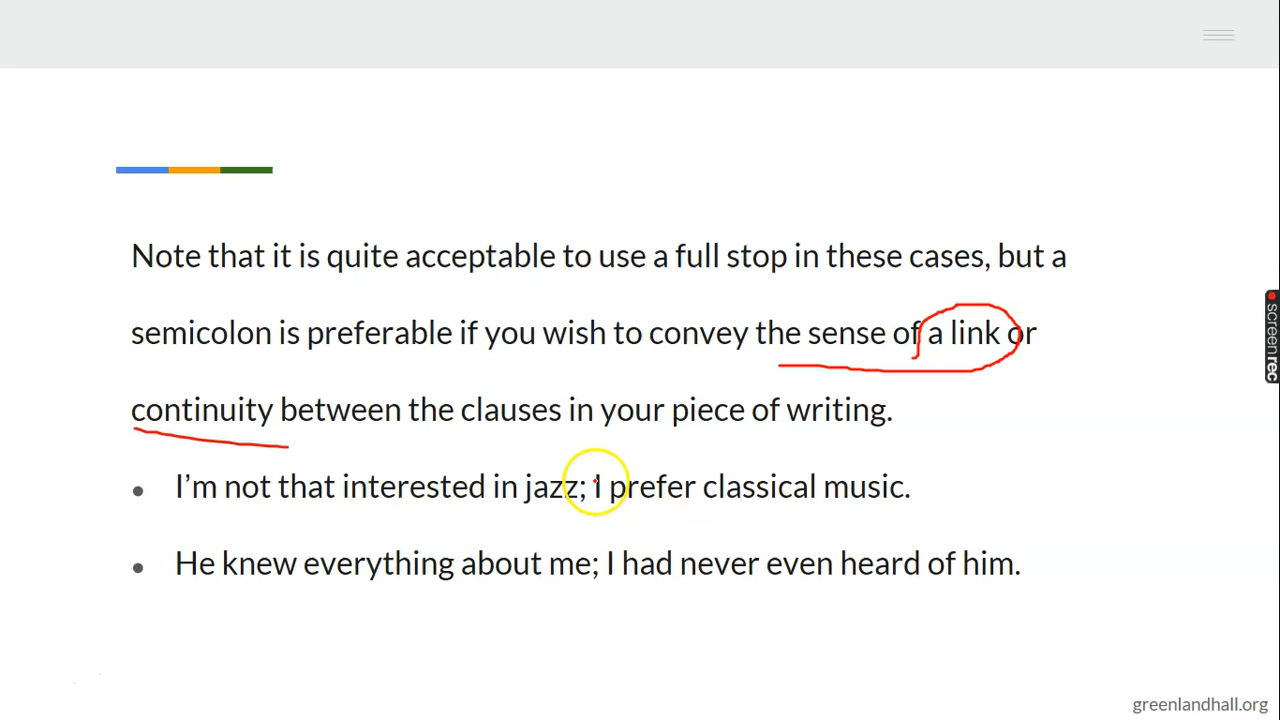 Note that it is quite acceptable to use a full stop in these cases, but a
semicolon is preferable if you wish to convey the sense of a link or
continuity between the clauses in your piece of writing.
I’m not that interested in jazz; I prefer classical music.
He knew everything about me; I had never even heard of him.
screenrec
greenlandhall.org